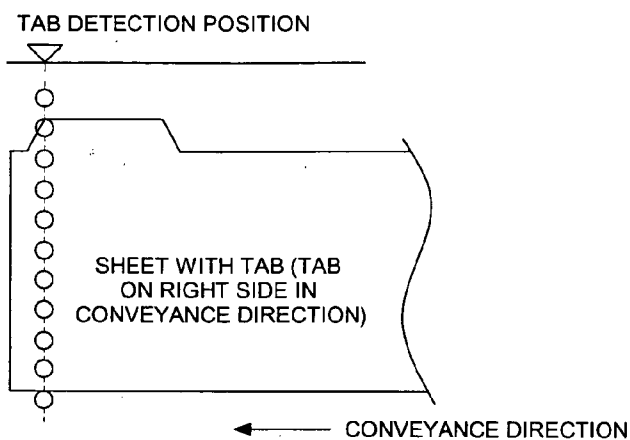 TAB DETECTION POSITION
SHEET WITH TAB (TAB
ON RIGHT SIDE IN
CONVEYANCE DIRECTION)
CONVEYANCE DIRECTION